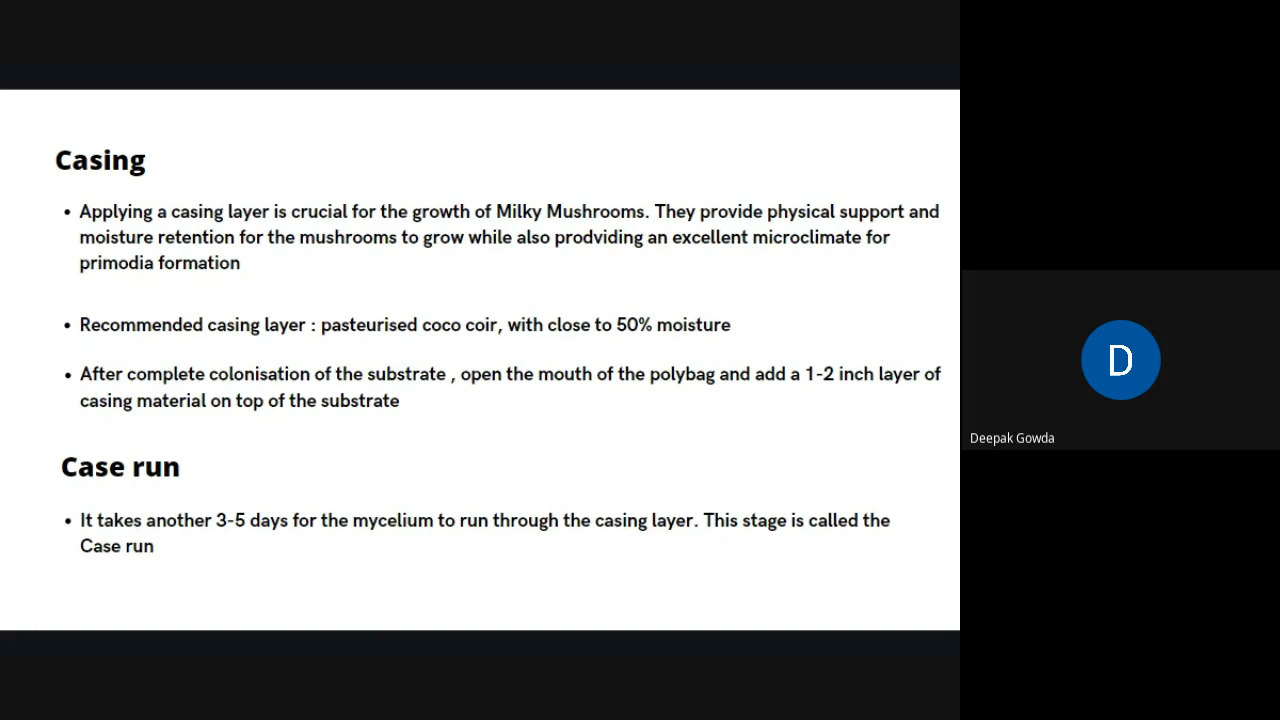 Casing
• Applying a casing layer is crucial for the growth of Milky Mushrooms. They provide physical support and
moisture retention for the mushrooms to grow while also prodviding an excellent microclimate for
primodia formation
• Recommended casing layer : pasteurised coco coir, with close to 50% moisture
• After complete colonisation of the substrate , open the mouth of the polybag and add a 1-2 inch layer of
casing material on top of the substrate
Case run
• It takes another 3-5 days for the mycelium to run through the casing layer. This stage is called the
Case run
D
Deepak Gowda